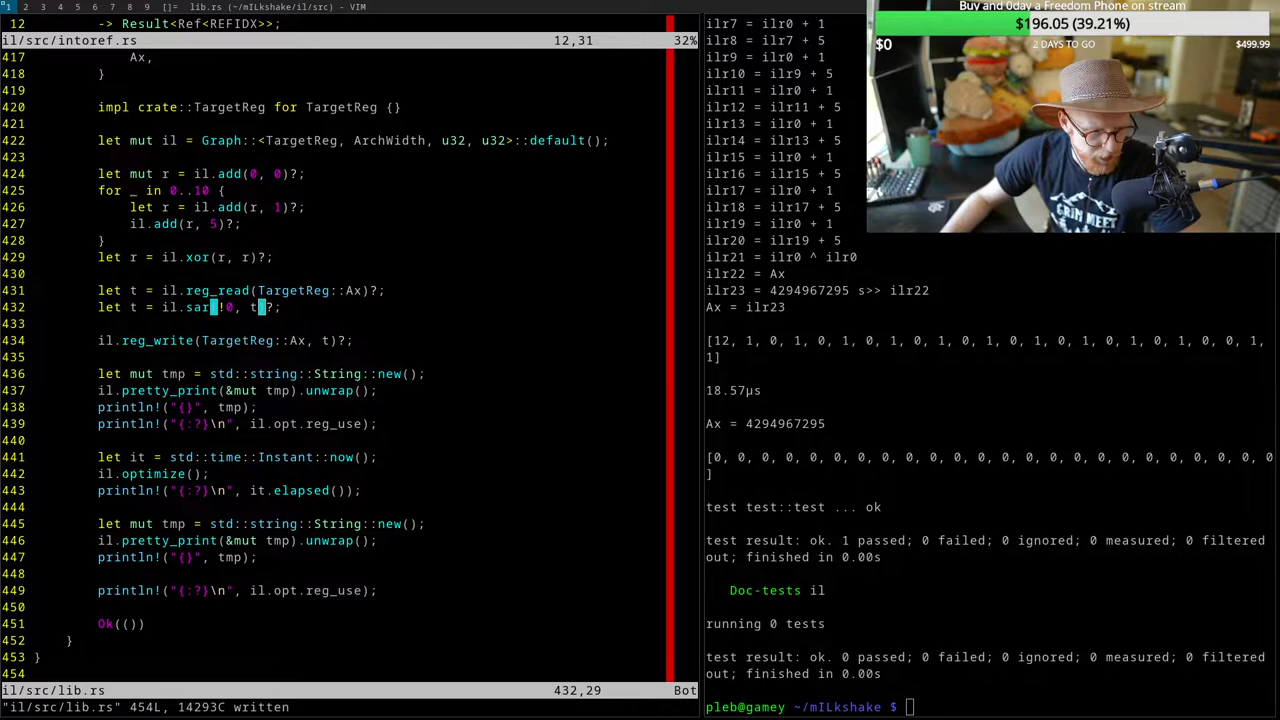 1 2 3 4 5 6 7 8 9 []= lib.rs (~/mILkshake/il/src) - VIM
12 -> Result<Ref<REFIDX>>;
il/src/intoref.rs 12,31 32%
417 Ax,
418 }
419
420 impl crate::TargetReg for TargetReg {}
421
422 let mut il = Graph::<TargetReg, ArchWidth, u32, u32>::default();
423
424 let mut r = il.add(0, 0)?;
425 for _ in 0..10 {
426 let r = il.add(r, 1)?;
427 il.add(r, 5)?;
428 }
429 let r = il.xor(r, r)?;
430
431 let t = il.reg_read(TargetReg::Ax)?;
432 let t = il.sar(!0, t)?;
433
434 il.reg_write(TargetReg::Ax, t)?;
435
436 let mut tmp = std::string::String::new();
437 il.pretty_print(&mut tmp).unwrap();
438 println!("{}", tmp);
439 println!("{:?}\n", il.opt.reg_use);
440
441 let it = std::time::Instant::now();
442 il.optimize();
443 println!("{:?}\n", it.elapsed());
444
445 let mut tmp = std::string::String::new();
446 il.pretty_print(&mut tmp).unwrap();
447 println!("{}", tmp);
448
449 println!("{:?}\n", il.opt.reg_use);
450
451 Ok(())
452 }
453 }
454
il/src/lib.rs 432,29 Bot
"il/src/lib.rs" 454L, 14293C written
ilr7 = ilr0 + 1
ilr8 = ilr7 + 5
ilr9 = ilr0 + 1
ilr10 = ilr9 + 5
ilr11 = ilr0 + 1
ilr12 = ilr11 + 5
ilr13 = ilr0 + 1
ilr14 = ilr13 + 5
ilr15 = ilr0 + 1
ilr16 = ilr15 + 5
ilr17 = ilr0 + 1
ilr18 = ilr17 + 5
ilr19 = ilr0 + 1
ilr20 = ilr19 + 5
ilr21 = ilr0 ^ ilr0
ilr22 = Ax
ilr23 = 4294967295 s>> ilr22
Ax = ilr23
[12, 1, 0, 1, 0, 1, 0, 1, 0, 1, 0, 1, 0, 1, 0, 1, 0, 1, 0, 1, 0, 0, 1,
1]
18.57µs
Ax = 4294967295
[0, 0, 0, 0, 0, 0, 0, 0, 0, 0, 0, 0, 0, 0, 0, 0, 0, 0, 0, 0, 0, 0, 0, 0
]
test test::test ... ok
test result: ok. 1 passed; 0 failed; 0 ignored; 0 measured; 0 filtered
out; finished in 0.00s
Doc-tests il
running 0 tests
test result: ok. 0 passed; 0 failed; 0 ignored; 0 measured; 0 filtered
out; finished in 0.00s
pleb@gamey ~/mILkshake $
Buy and 0day a Freedom Phone on stream
$196.05 (39.21%)
$0 2 DAYS TO GO $499.99
GRIM MEET